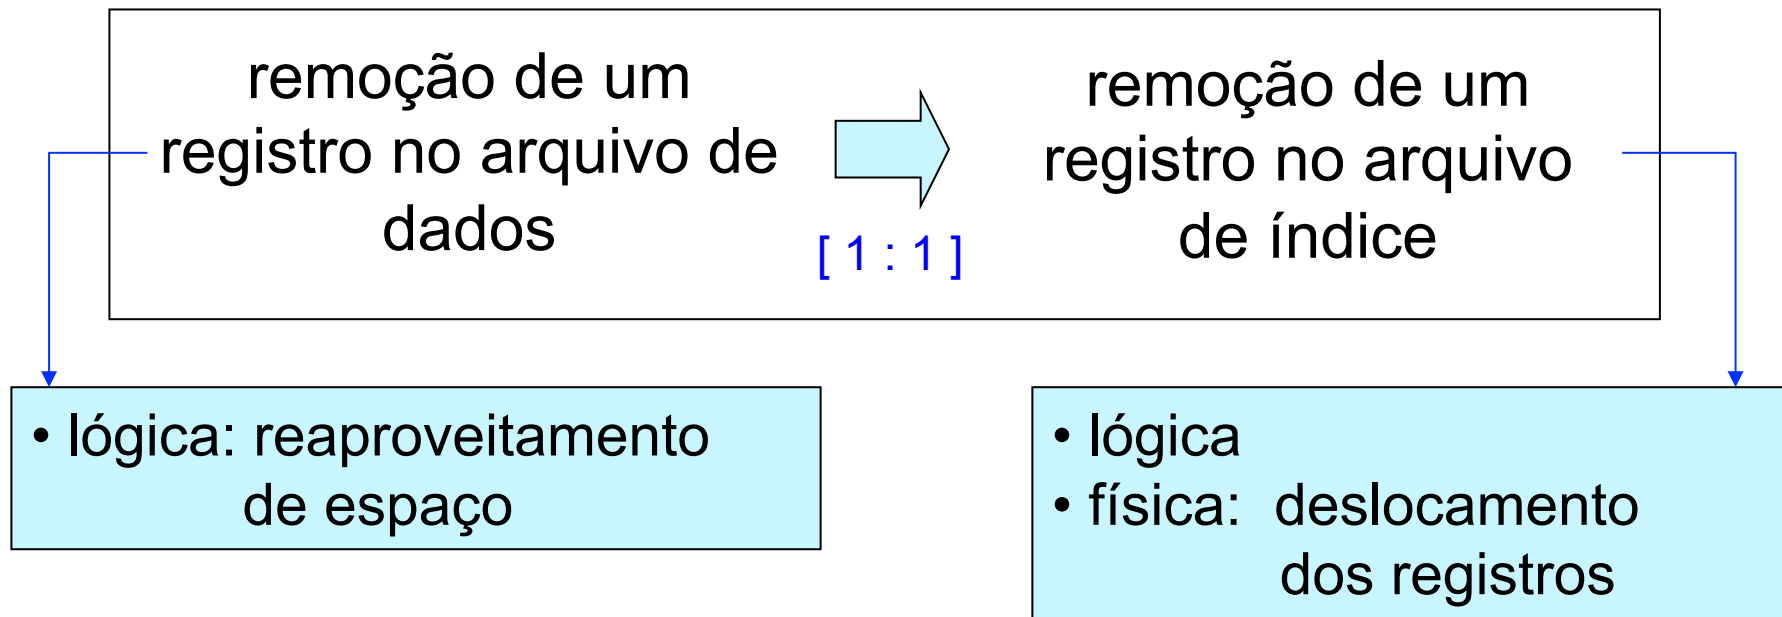 remoção de um
registro no arquivo de
dados
[ 1 : 1 ]
remoção de um
registro no arquivo
de índice
• lógica: reaproveitamento
de espaço
• lógica
• física: deslocamento
dos registros